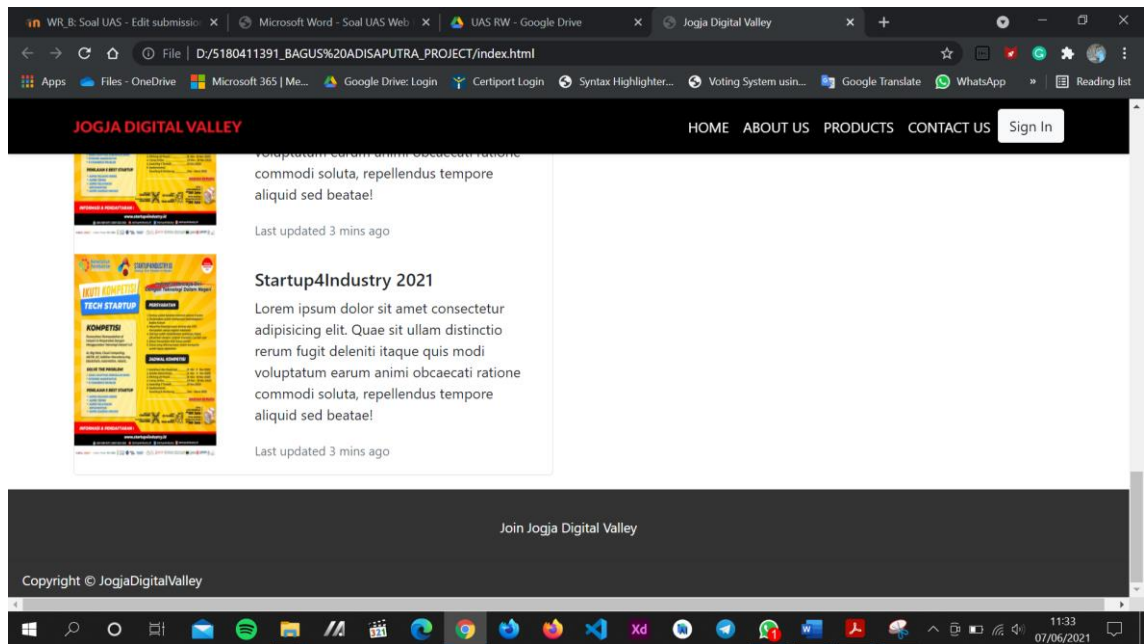 WR_B: Soal UAS - Edit submissio
Microsoft Word - Soal UAS Web
UAS RW - Google Drive
Jogja Digital Valley
File | D:/5180411391_BAGUS%20ADISAPUTRA_PROJECT/index.html
Apps
Files - OneDrive
Microsoft 365 | Me...
Google Drive: Login
Certiport Login
Syntax Highlighter...
Voting System usin...
Google Translate
WhatsApp
»
Reading list
JOGJA DIGITAL VALLEY
HOME ABOUT US PRODUCTS CONTACT US Sign In
voluptatum earum animi obcaecati ratione
commodi soluta, repellendus tempore
aliquid sed beatae!
Last updated 3 mins ago
IKUTI KOMPETISI
TECH STARTUP
KOMPETISI
Startup4Industry 2021
Lorem ipsum dolor sit amet consectetur
adipisicing elit. Quae sit ullam distinctio
rerum fugit deleniti itaque quis modi
voluptatum earum animi obcaecati ratione
commodi soluta, repellendus tempore
aliquid sed beatae!
Last updated 3 mins ago
Join Jogja Digital Valley
Copyright © JogjaDigitalValley
11:33
07/06/2021